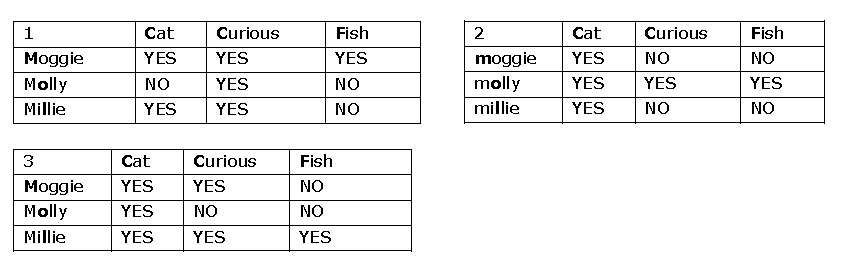 1 Cat Curious Fish
Moggie YES YES YES
Molly NO YES NO
Millie YES YES NO
2 Cat Curious Fish
moggie YES NO NO
molly YES YES YES
millie YES NO NO
3 Cat Curious Fish
Moggie YES YES NO
Molly YES NO NO
Millie YES YES YES